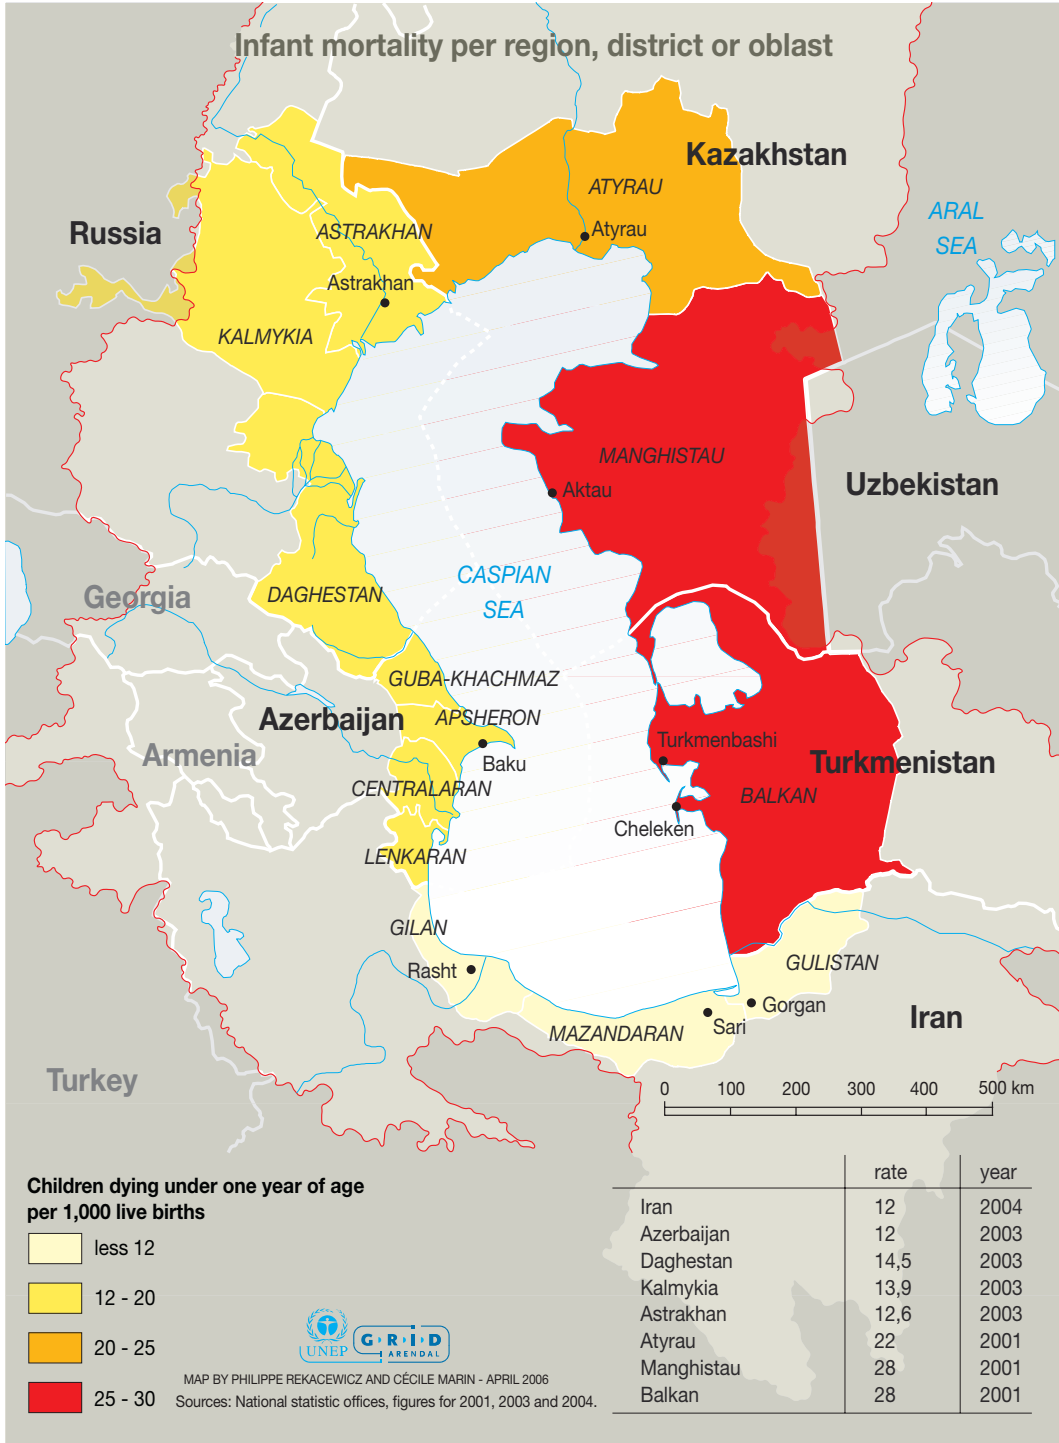 Infant mortality per region, district or oblast
Kazakhstan
ATYRAU
Atyrau
ARAL
SEA
Russia
ASTRAKHAN
Astrakhan
KALMYKIA
MANGHISTAU
Aktau
Uzbekistan
CASPIAN
SEA
Georgia
DAGHESTAN
GUBA-KHACHMAZ
Azerbaijan
APSHERON
Armenia
Baku
Turkmenbashi
Turkmenistan
CENTRALARAN
BALKAN
Cheleken
LENKARAN
GILAN
Rasht
GULISTAN
Gorgan
Iran
MAZANDARAN
Sari
Turkey
0 100 200 300 400 500 km
Children dying under one year of age
per 1,000 live births
less 12
12 - 20
20 - 25
25 - 30
UNEP
GRID
ARENDAL
MAP BY PHILIPPE REKACEWICZ AND CÉCILE MARIN - APRIL 2006
Sources: National statistic offices, figures for 2001, 2003 and 2004.
rate year
Iran 12 2004
Azerbaijan 12 2003
Daghestan 14,5 2003
Kalmykia 13,9 2003
Astrakhan 12,6 2003
Atyrau 22 2001
Manghistau 28 2001
Balkan 28 2001